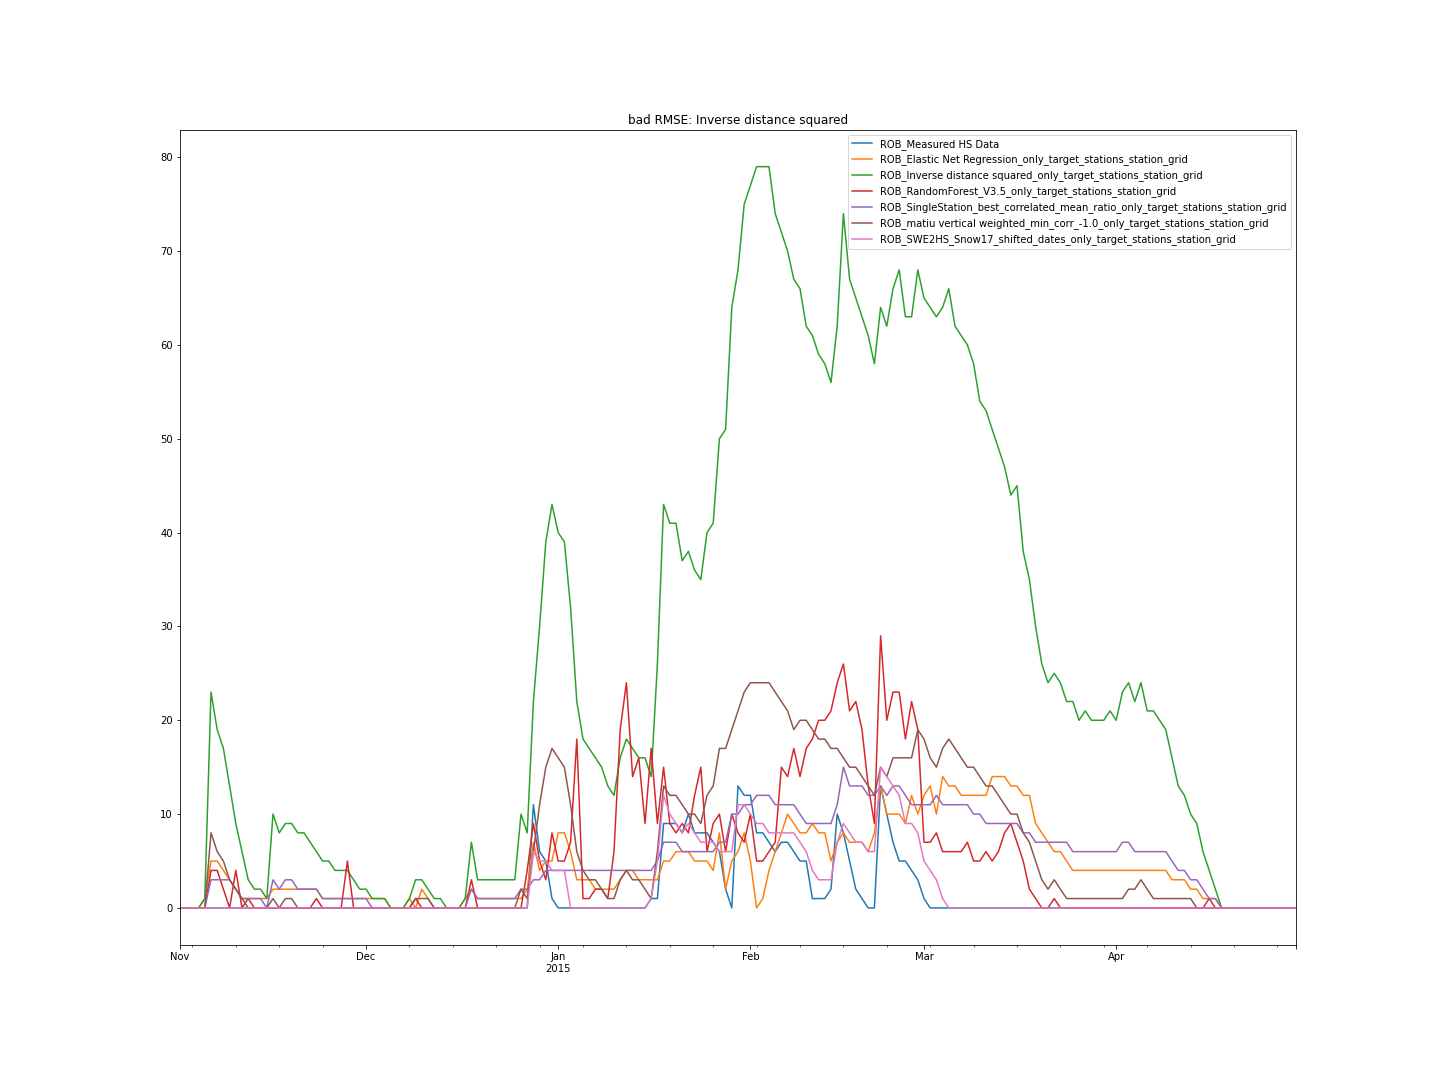 bad RMSE: Inverse distance squared
ROB_Measured HS Data
ROB_Elastic Net Regression_only_target_stations_station_grid
ROB_Inverse distance squared_only_target_stations_station_grid
ROB_RandomForest_V3.5_only_target_stations_station_grid
ROB_SingleStation_best_correlated_mean_ratio_only_target_stations_station_grid
ROB_matiu vertical weighted_min_corr_-1.0_only_target_stations_station_grid
ROB_SWE2HS_Snow17_shifted_dates_only_target_stations_station_grid
80
70
60
50
40
30
20
10
0
Nov Dec Jan Feb Mar Apr
2015